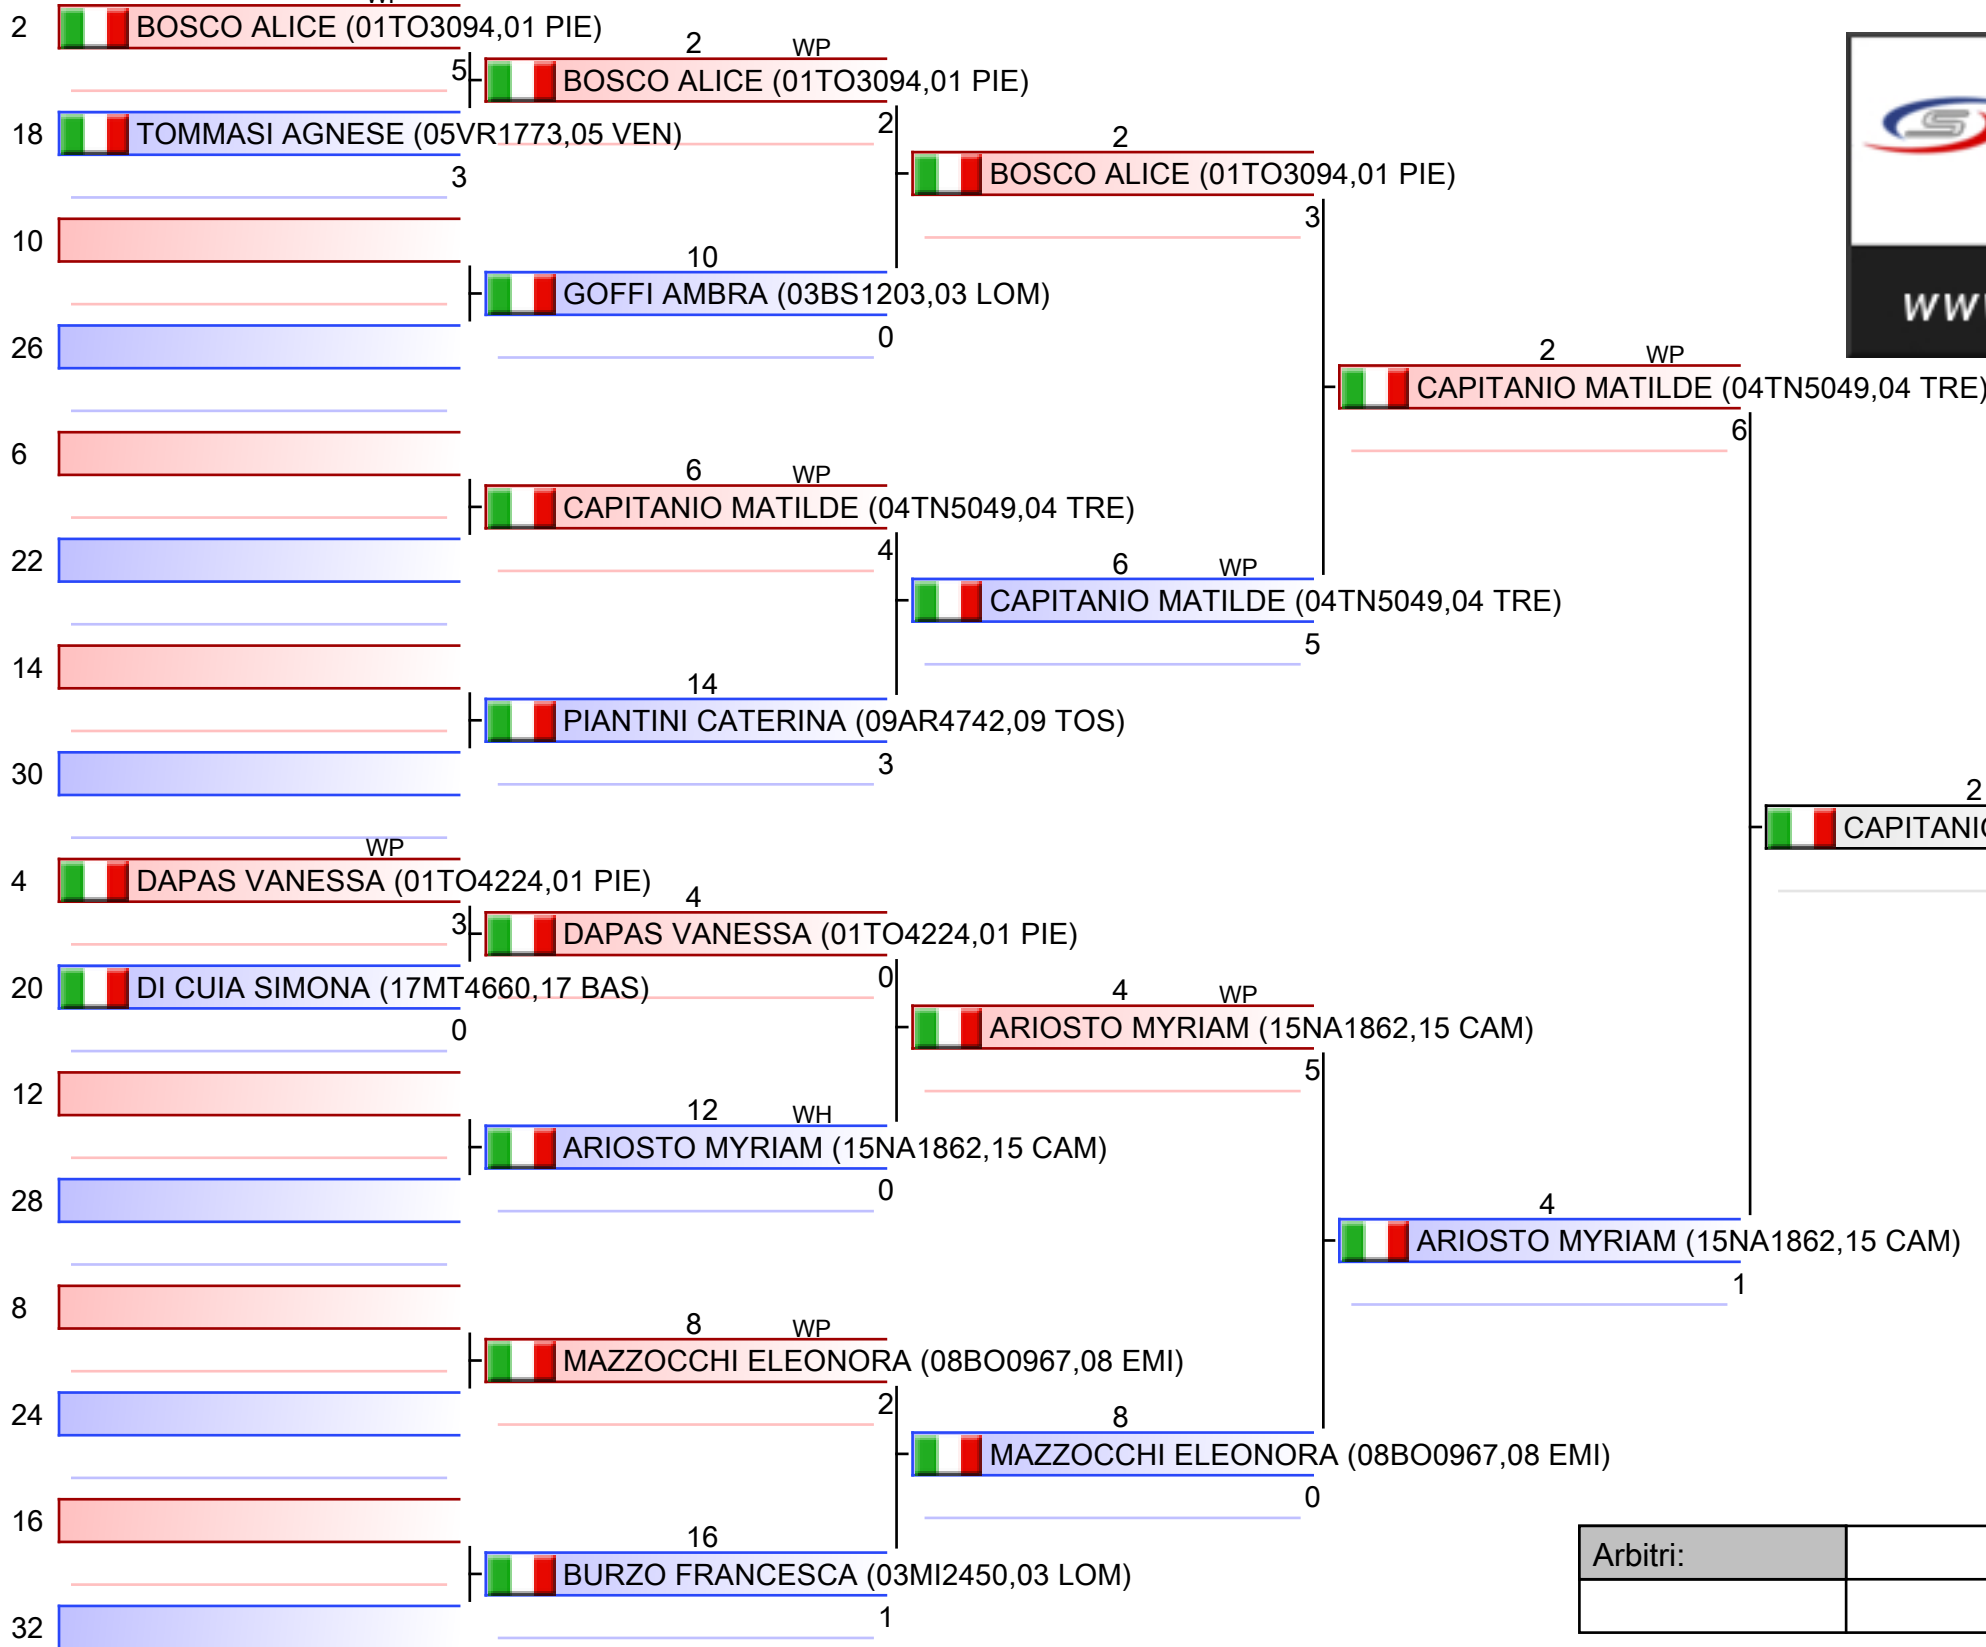 2 BOSCO ALICE (01TO3094,01 PIE)
5
18 TOMMASI AGNESE (05VR1773,05 VEN)
3
10
26
6
22
14
30
WP
4 DAPAS VANESSA (01TO4224,01 PIE)
3
20 DI CUIA SIMONA (17MT4660,17 BAS)
0
12
28
8
24
16
32
2 WP
BOSCO ALICE (01TO3094,01 PIE)
2
10
GOFFI AMBRA (03BS1203,03 LOM)
0
6 WP
CAPITANIO MATILDE (04TN5049,04 TRE)
4
14
PIANTINI CATERINA (09AR4742,09 TOS)
3
4
DAPAS VANESSA (01TO4224,01 PIE)
0
12 WH
ARIOSTO MYRIAM (15NA1862,15 CAM)
0
8 WP
MAZZOCCHI ELEONORA (08BO0967,08 EMI)
2
16
BURZO FRANCESCA (03MI2450,03 LOM)
1
2
BOSCO ALICE (01TO3094,01 PIE)
3
6 WP
CAPITANIO MATILDE (04TN5049,04 TRE)
5
4 WP
ARIOSTO MYRIAM (15NA1862,15 CAM)
5
8
MAZZOCCHI ELEONORA (08BO0967,08 EMI)
0
2 WP
CAPITANIO MATILDE (04TN5049,04 TRE)
6
4
ARIOSTO MYRIAM (15NA1862,15 CAM)
1
2
CAPITANIO
S
www
Arbitri: